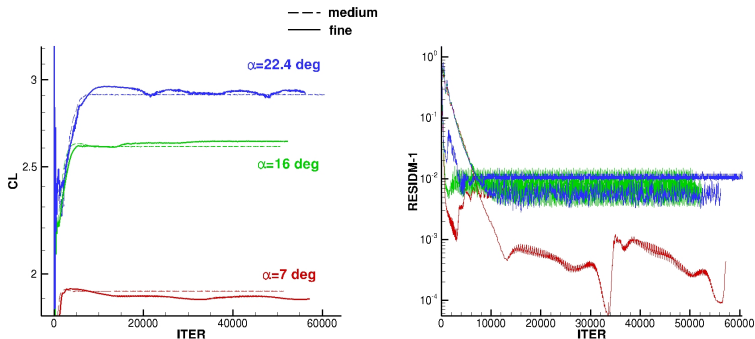 medium
fine
α=22.4 deg
α=16 deg
α=7 deg
CL
3
2.5
2
0 20000 40000 60000
ITER
RESIDM-1
10⁰
10⁻¹
10⁻²
10⁻³
10⁻⁴
0 10000 20000 30000 40000 50000 60000
ITER